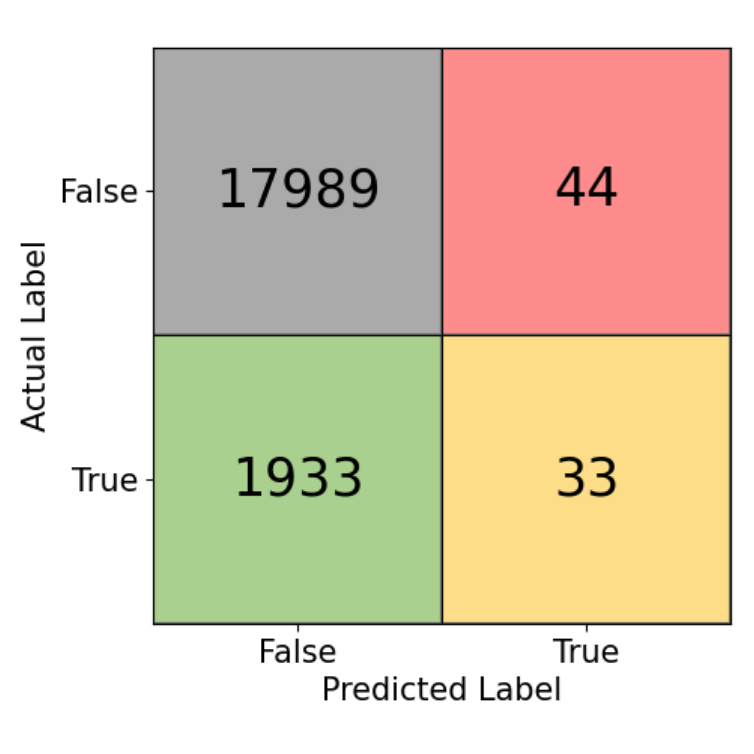 Actual Label
False
17989
44
True
1933
33
False
True
Predicted Label